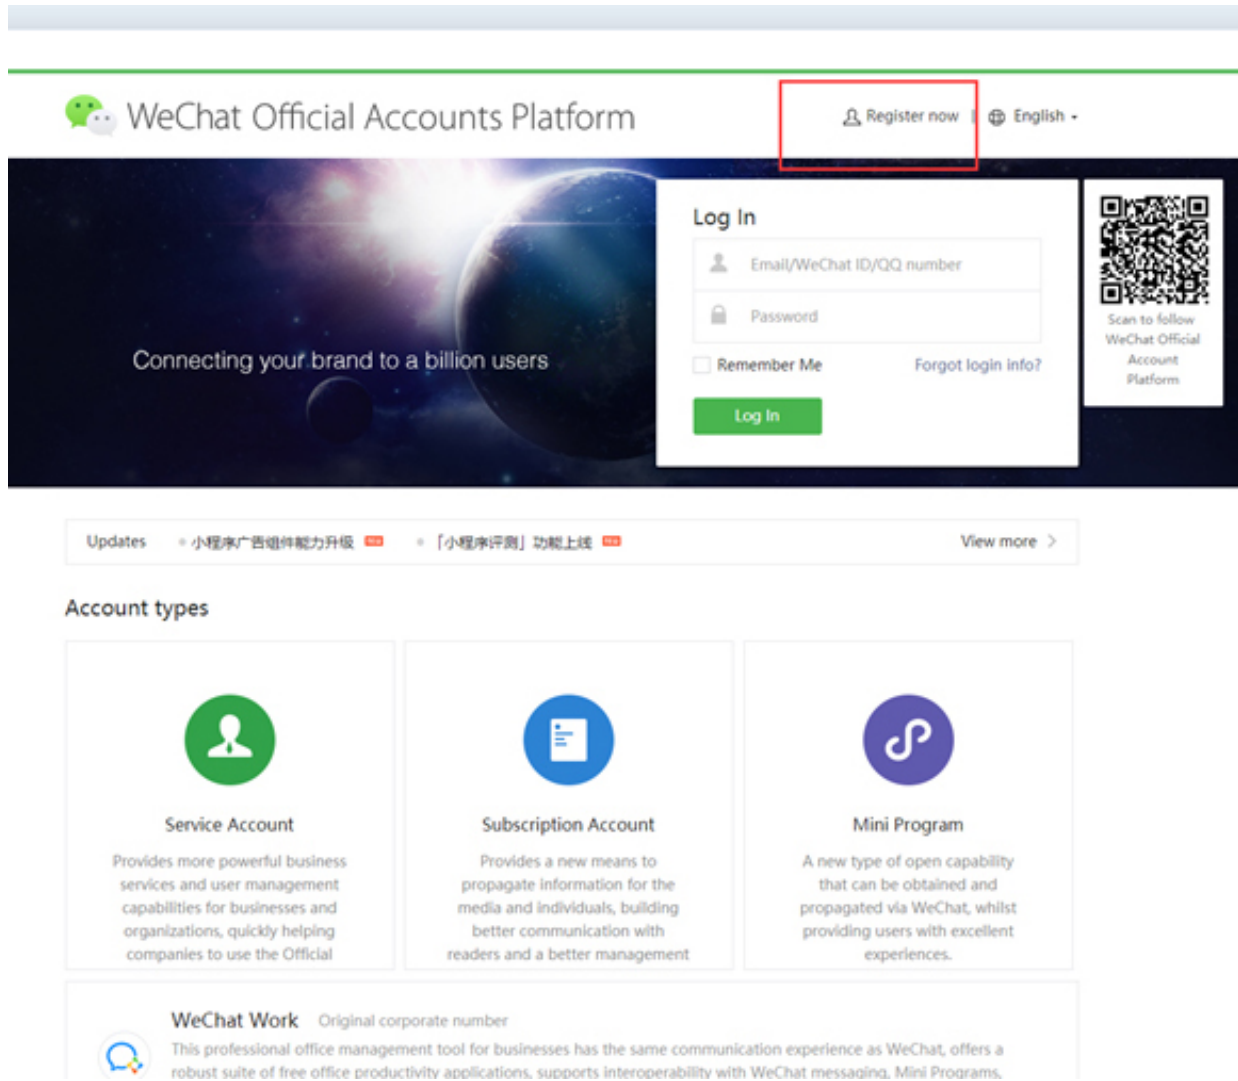 WeChat Official Accounts Platform
Register now
English
Log In
Email/WeChat ID/QQ number
Password
Remember Me
Forgot login info?
Log In
Scan to follow
WeChat Official
Account
Platform
Connecting your brand to a billion users
Updates
小程序广告组件能力升级
「小程序评测」功能上线
View more
Account types
Service Account
Provides more powerful business
services and user management
capabilities for businesses and
organizations, quickly helping
companies to use the Official
Subscription Account
Provides a new means to
propagate information for the
media and individuals, building
better communication with
readers and a better management
Mini Program
A new type of open capability
that can be obtained and
propagated via WeChat, whilst
providing users with excellent
experiences.
WeChat Work Original corporate number
This professional office management tool for businesses has the same communication experience as WeChat, offers a
robust suite of free office productivity applications, supports interoperability with WeChat messaging, Mini Programs,